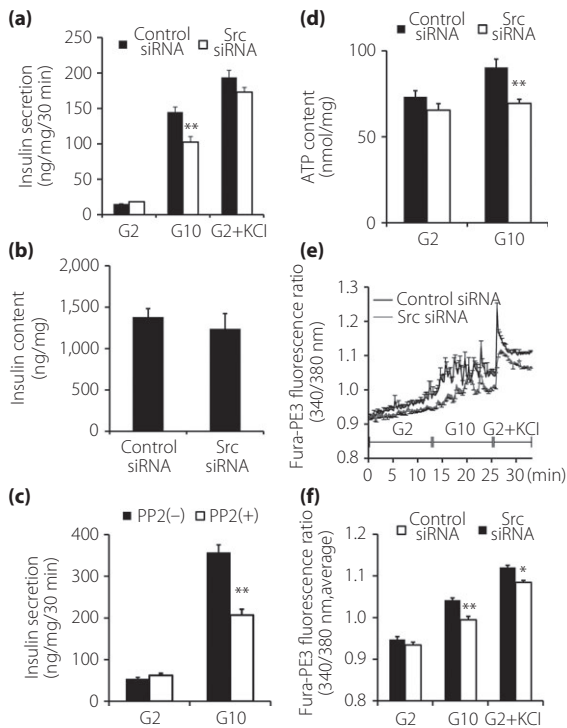 (a)
Control siRNA
Src siRNA
Insulin secretion
(ng/mg/30 min)
250
200
150
100
50
0
**
G2
G10
G2+KCl
(b)
Insulin content
(ng/mg)
2,000
1,500
1,000
500
0
Control siRNA
Src siRNA
(c)
PP2(−)
PP2(+)
Insulin secretion
(ng/mg/30 min)
400
300
200
100
0
**
G2
G10
(d)
Control siRNA
Src siRNA
ATP content
(nmol/mg)
100
50
0
**
G2
G10
(e)
Fura-PE3 fluorescence ratio
(340/380 nm)
1.3
1.2
1.1
1.0
0.9
0.8
Control siRNA
Src siRNA
G2
G10
G2+KCl
0 5 10 15 20 25 30 (min)
(f)
Control siRNA
Src siRNA
Fura-PE3 fluorescence ratio
(340/380 nm,average)
1.2
1.1
1.0
0.9
0.8
**
*
G2
G10
G2+KCl